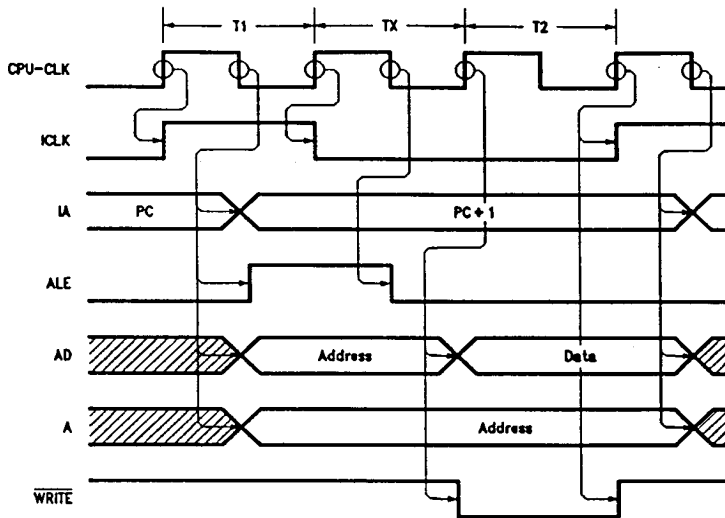 T1 TX T2
CPU-CLK
ICLK
IA PC PC + 1
ALE
AD Address Data
A Address
WRITE